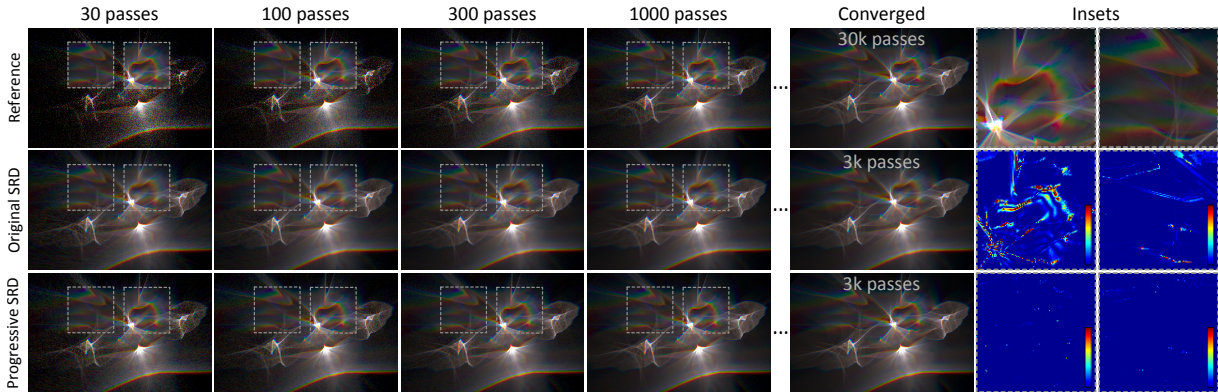 30 passes 100 passes 300 passes 1000 passes Converged Insets
Reference
30k passes
...
Original SRD
3k passes
...
Progressive SRD
3k passes
...